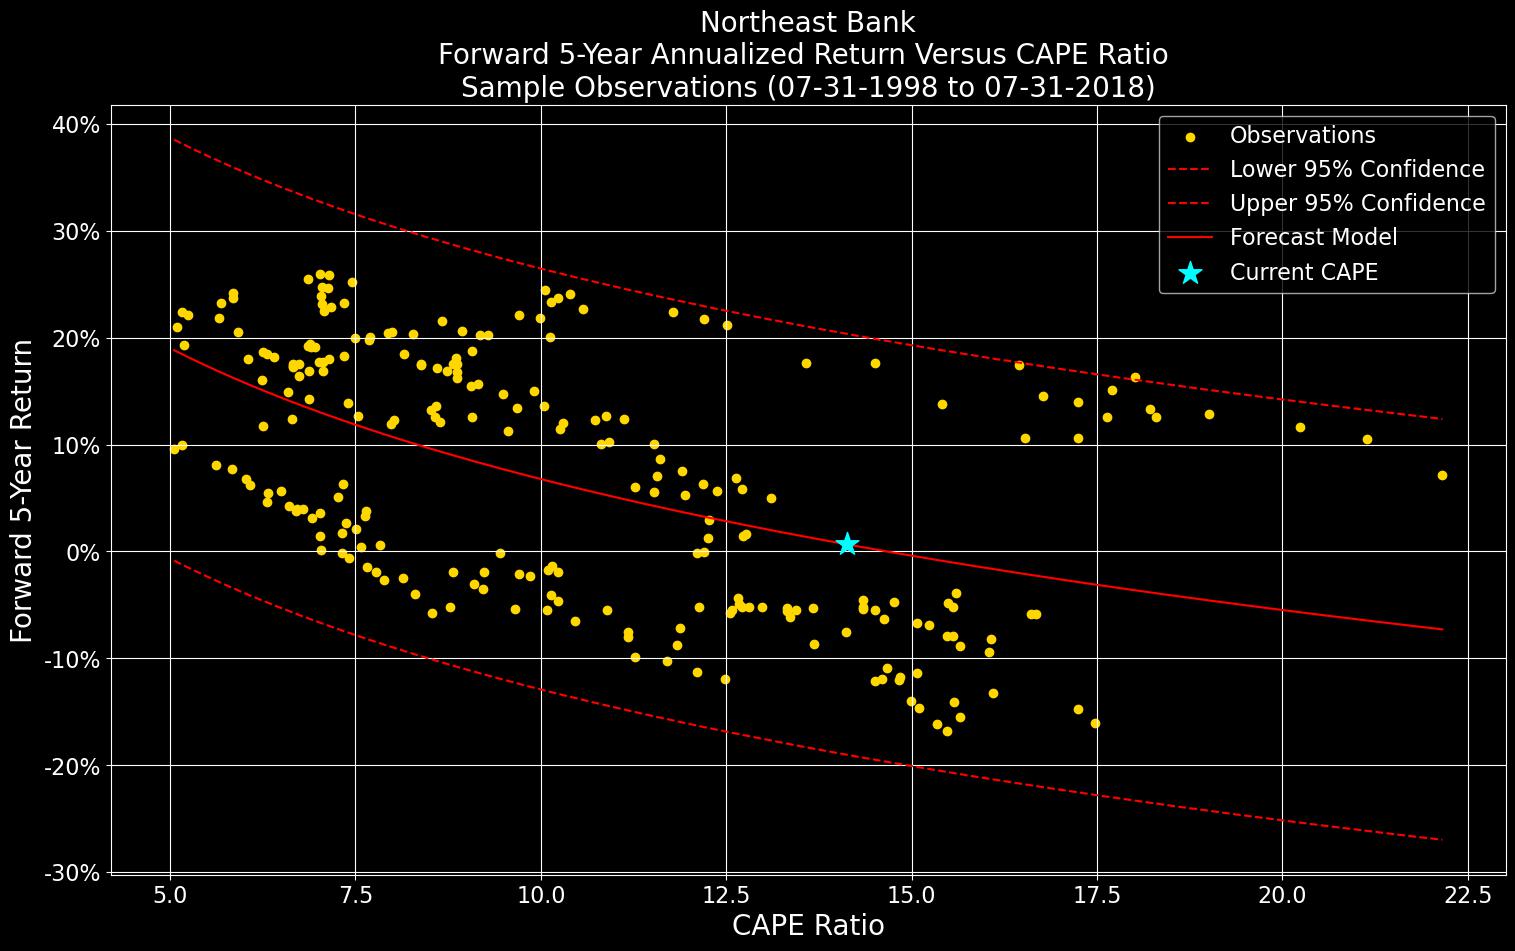 Northeast Bank
Forward 5-Year Annualized Return Versus CAPE Ratio
Sample Observations (07-31-1998 to 07-31-2018)
Observations
Lower 95% Confidence
Upper 95% Confidence
Forecast Model
Current CAPE
Forward 5-Year Return
40%
30%
20%
10%
0%
-10%
-20%
-30%
5.0 7.5 10.0 12.5 15.0 17.5 20.0 22.5
CAPE Ratio